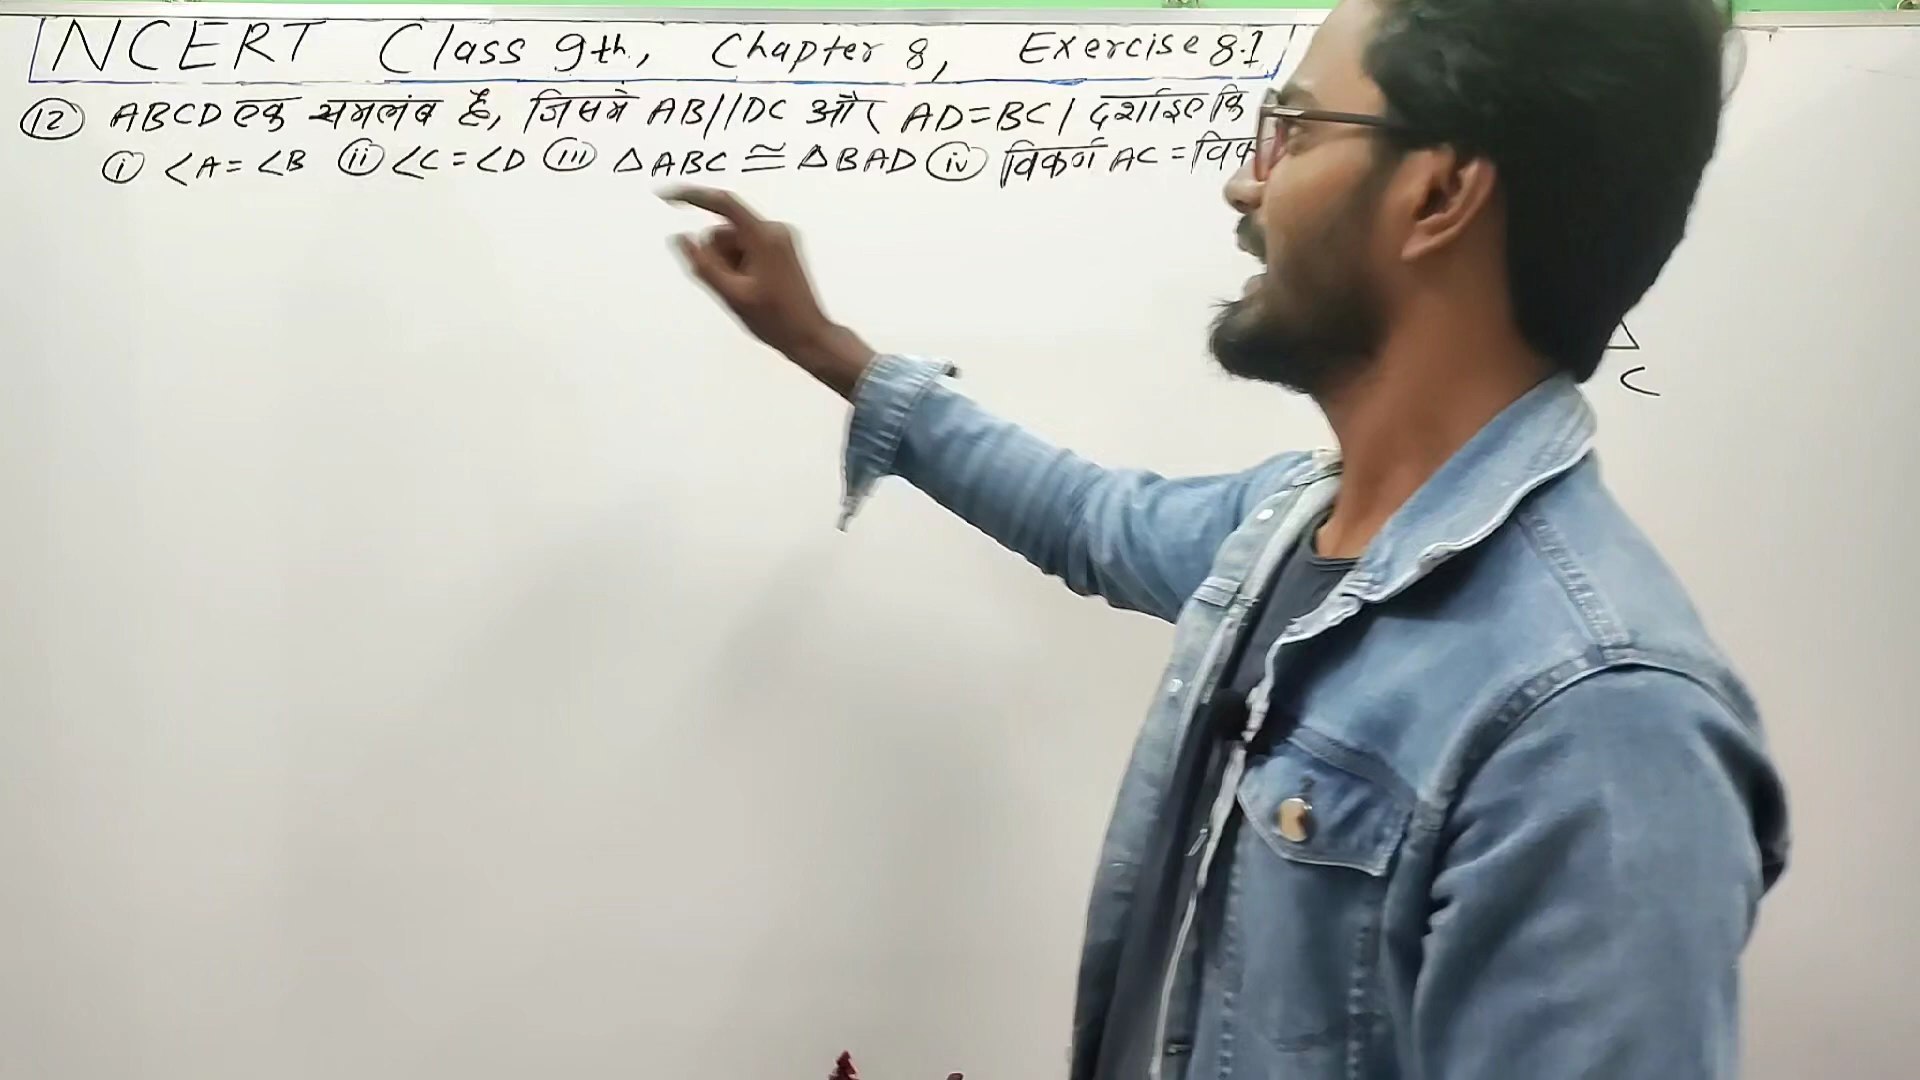 NCERT Class 9th, Chapter 8, Exercise 8.1
12 ABCD एक समलंब है, जिसमे AB//DC और AD=BC। दर्शाइए कि
i <A = <B ii <C = <D iii △ABC ≅ △BAD iv विकर्ण AC =
C